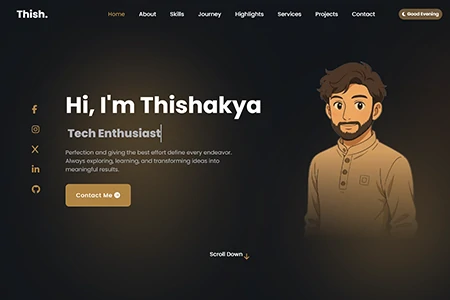 Thish.
Home About Skills Journey Highlights Services Projects Contact
Good Evening
Hi, I'm Thishakya
Tech Enthusiast
Perfection and giving the best effort define every endeavor.
Always exploring, learning, and transforming ideas into
meaningful results.
Contact Me
Scroll Down